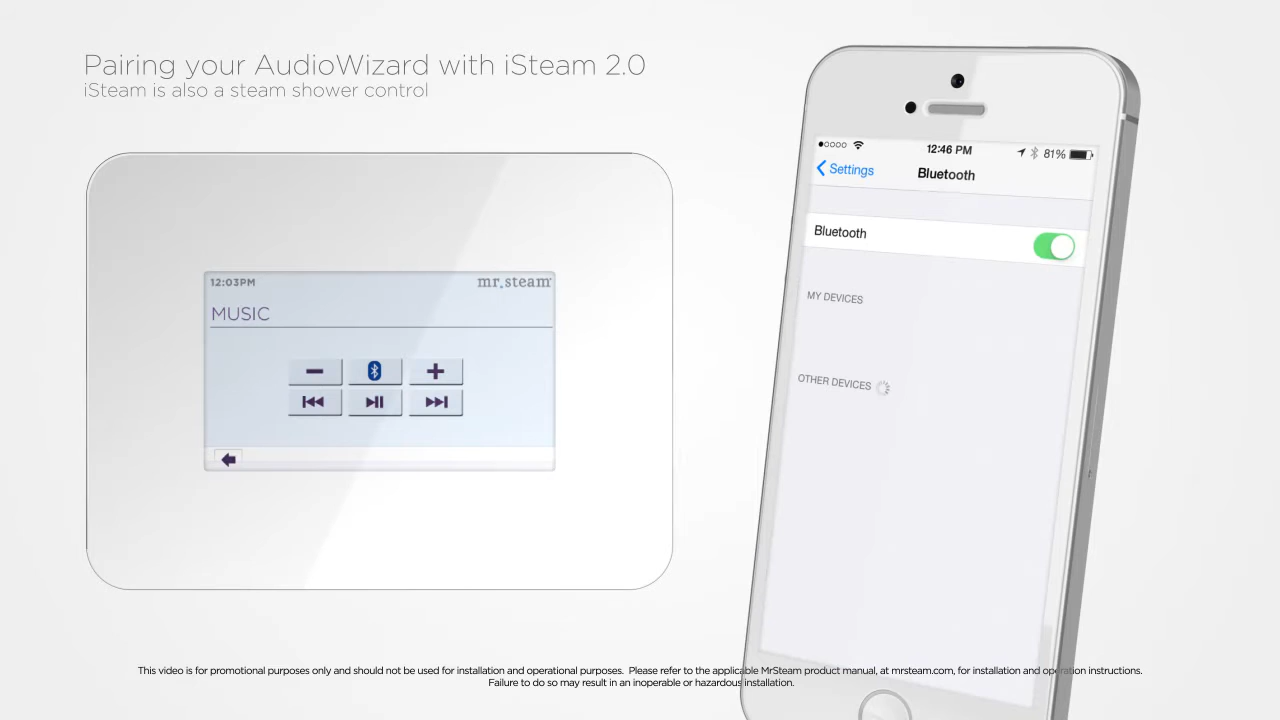 Pairing your AudioWizard with iSteam 2.0
iSteam is also a steam shower control
12:03PM
mr.steam
MUSIC
12:46 PM
81%
Settings
Bluetooth
Bluetooth
MY DEVICES
OTHER DEVICES
This video is for promotional purposes only and should not be used for installation and operational purposes. Please refer to the applicable MrSteam product manual, at mrsteam.com, for installation and operation instructions.
Failure to do so may result in an inoperable or hazardous installation.